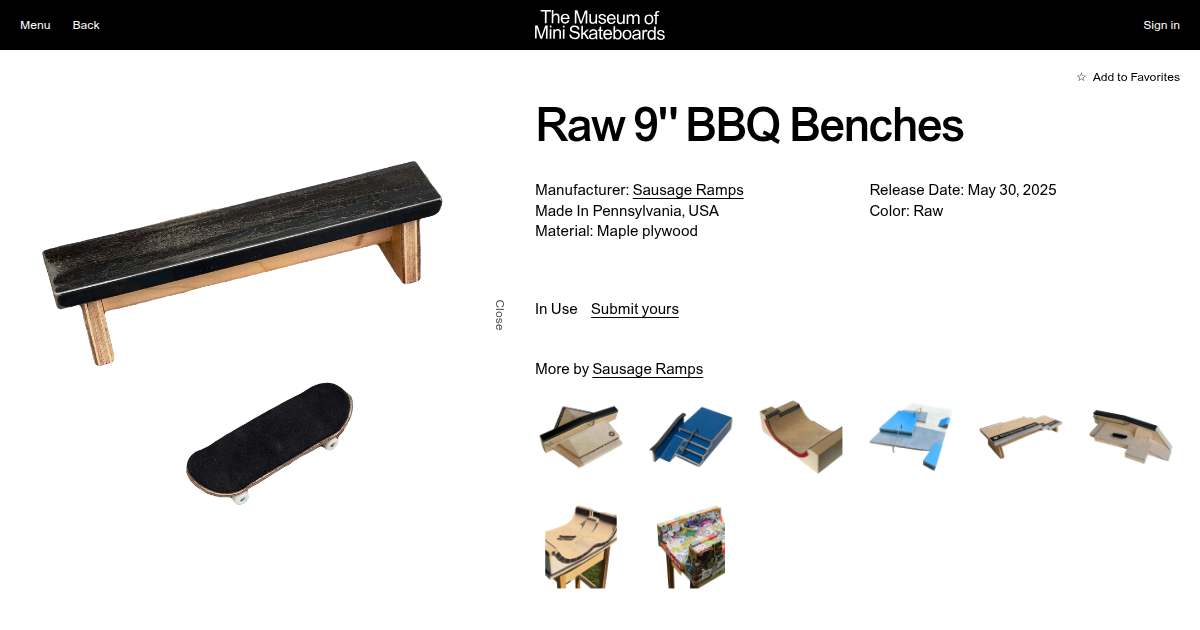 Menu
Back
The Museum of
Mini Skateboards
Sign in
☆ Add to Favorites
Raw 9" BBQ Benches
Manufacturer: Sausage Ramps
Made In Pennsylvania, USA
Material: Maple plywood
Release Date: May 30, 2025
Color: Raw
Close
In Use Submit yours
More by Sausage Ramps